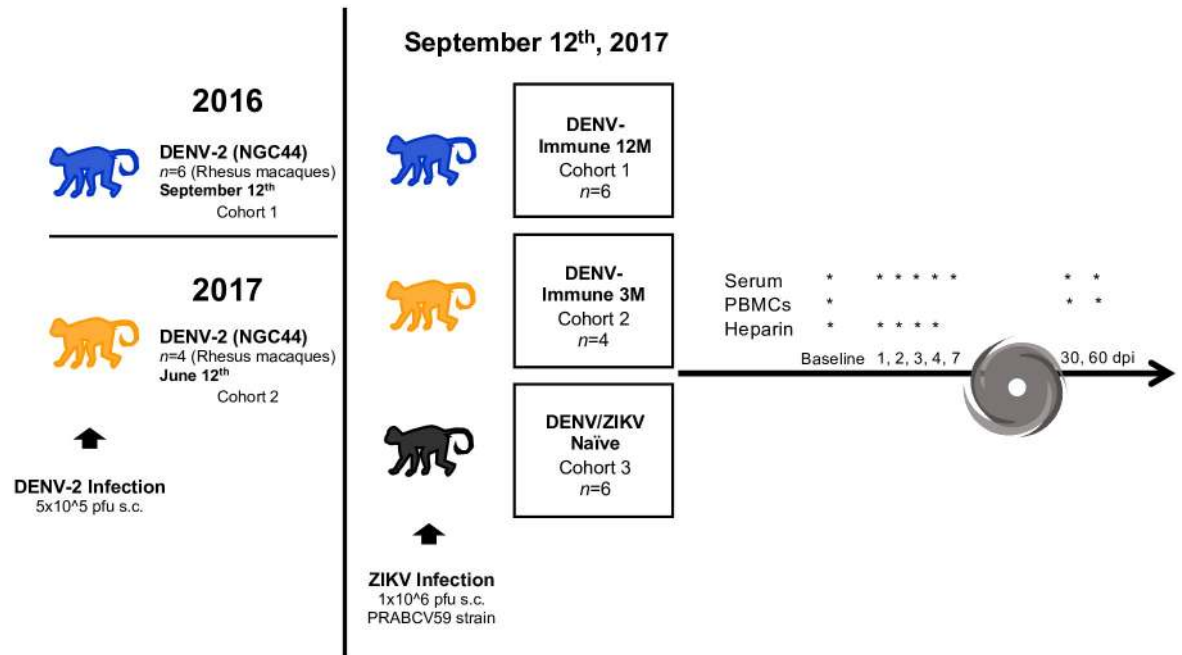 September 12th, 2017
2016
DENV-2 (NGC44)
n=6 (Rhesus macaques)
September 12th
Cohort 1
2017
DENV-2 (NGC44)
n=4 (Rhesus macaques)
June 12th
Cohort 2
DENV-2 Infection
5x10^5 pfu s.c.
DENV-
Immune 12M
Cohort 1
n=6
DENV-
Immune 3M
Cohort 2
n=4
DENV/ZIKV
Naïve
Cohort 3
n=6
ZIKV Infection
1x10^6 pfu s.c.
PRABCV59 strain
Serum * * * * * * * *
PBMCs * * *
Heparin * * * * *
Baseline 1, 2, 3, 4, 7 30, 60 dpi